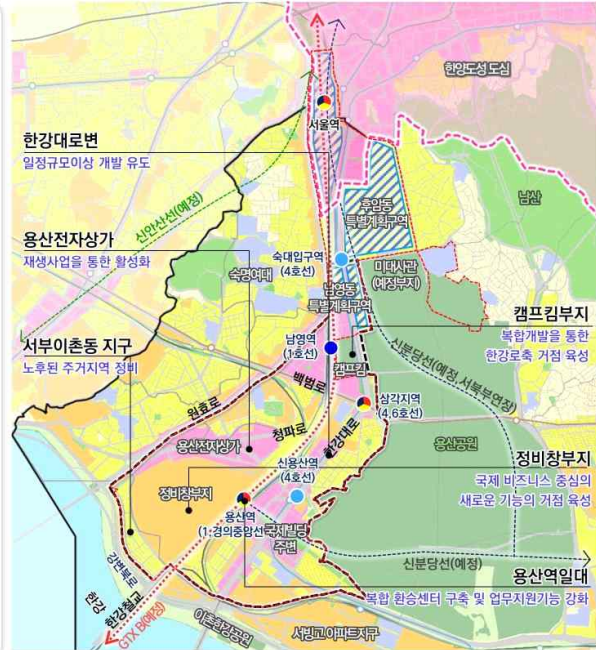 한양도성 도심
서울역
한강대로변
일정규모이상 개발 유도
남산
신안산선(예정)
후암동
특별계획구역
용산전자상가
재생사업을 통한 활성화
숙대입구역
(4호선)
숙명여대
미대사관
(예정부지)
남영동
특별계획구역
캠프킴부지
복합개발을 통한
한강로축 거점 육성
서부이촌동 지구
노후된 주거지역 정비
남영역
(1호선)
신분당선(예정,서북부연장)
캠프킴
백범로
삼각지역
(4,6호선)
원효로
청파로
한강대로
용산전자상가
용산공원
신용산역
(4호선)
정비창부지
국제 비즈니스 중심의
새로운 기능의 거점 육성
정비창부지
용산역
(1,경의중앙선)
국제빌딩
주변
신분당선(예정)
강변북로
용산역일대
복합 환승센터 구축 및 업무지원기능 강화
한강
한강철교
GTX B(예정)
이촌한강공원
서빙고 아파트지구